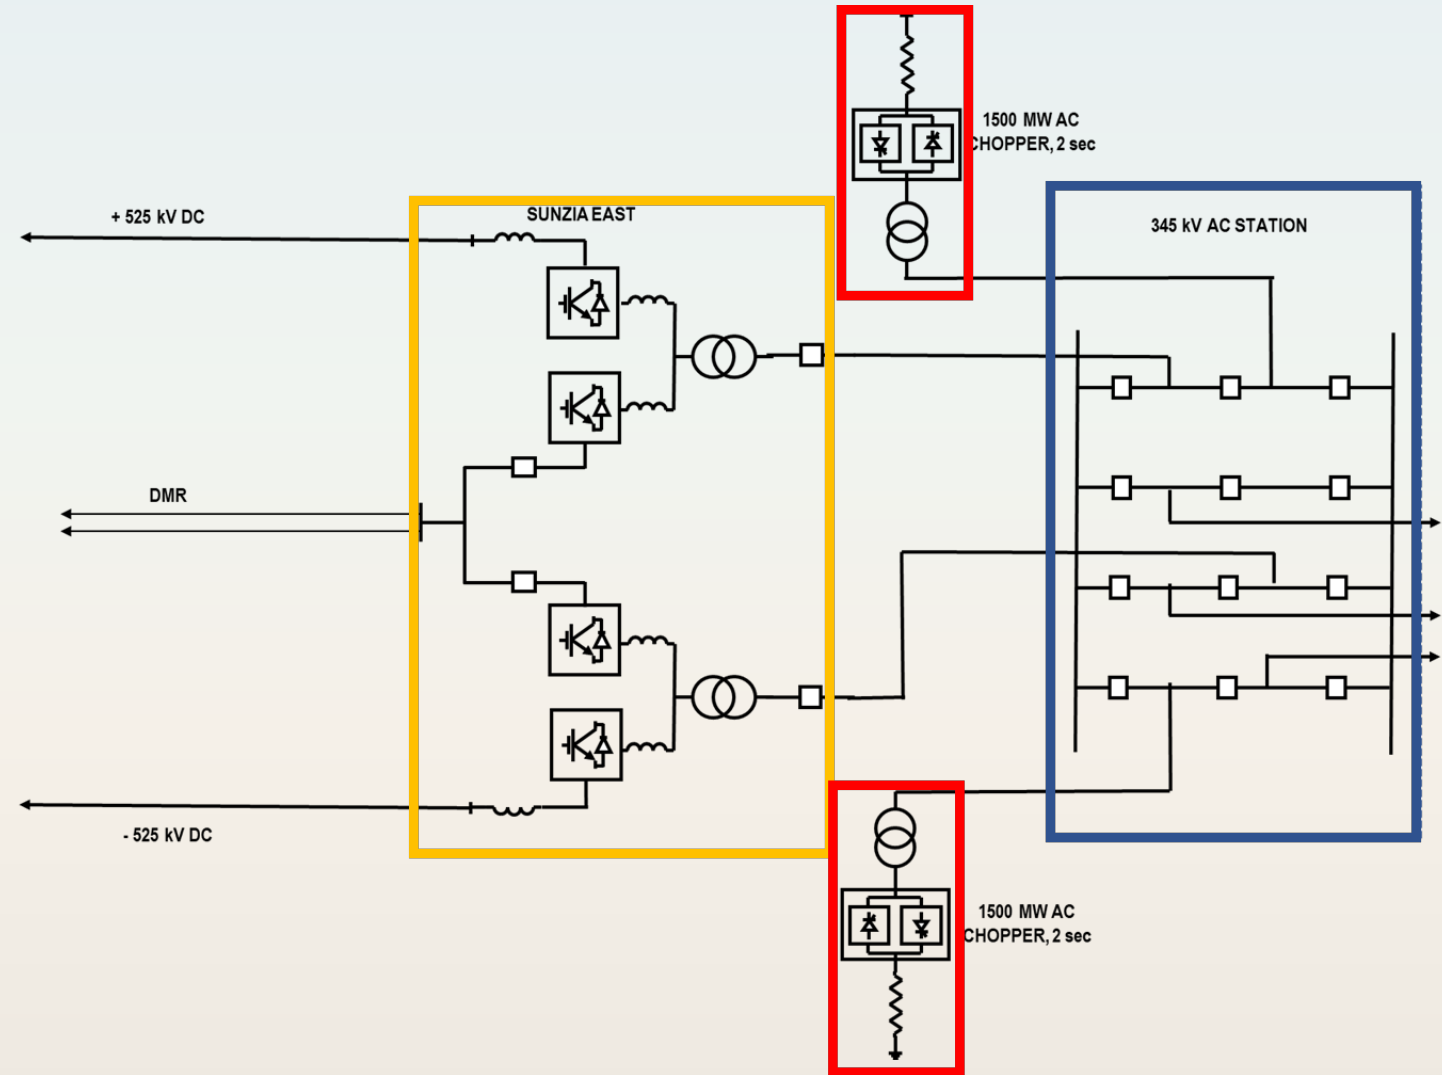 1500 MW AC
CHOPPER, 2 sec
+ 525 kV DC
SUNZIA EAST
345 kV AC STATION
DMR
- 525 kV DC
1500 MW AC
CHOPPER, 2 sec